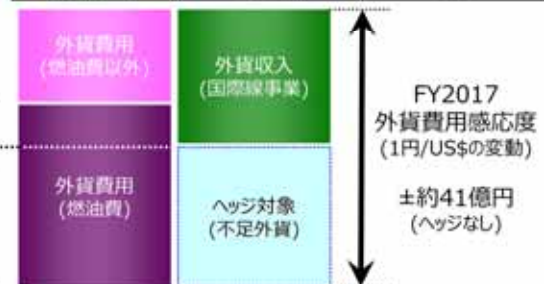 外貨費用
(燃油費以外)
外貨収入
(国際線事業)
外貨費用
(燃油費)
ヘッジ対象
(不足外貨)
FY2017
外貨費用感応度
(1円/US$の変動)
±約41億円
(ヘッジなし)